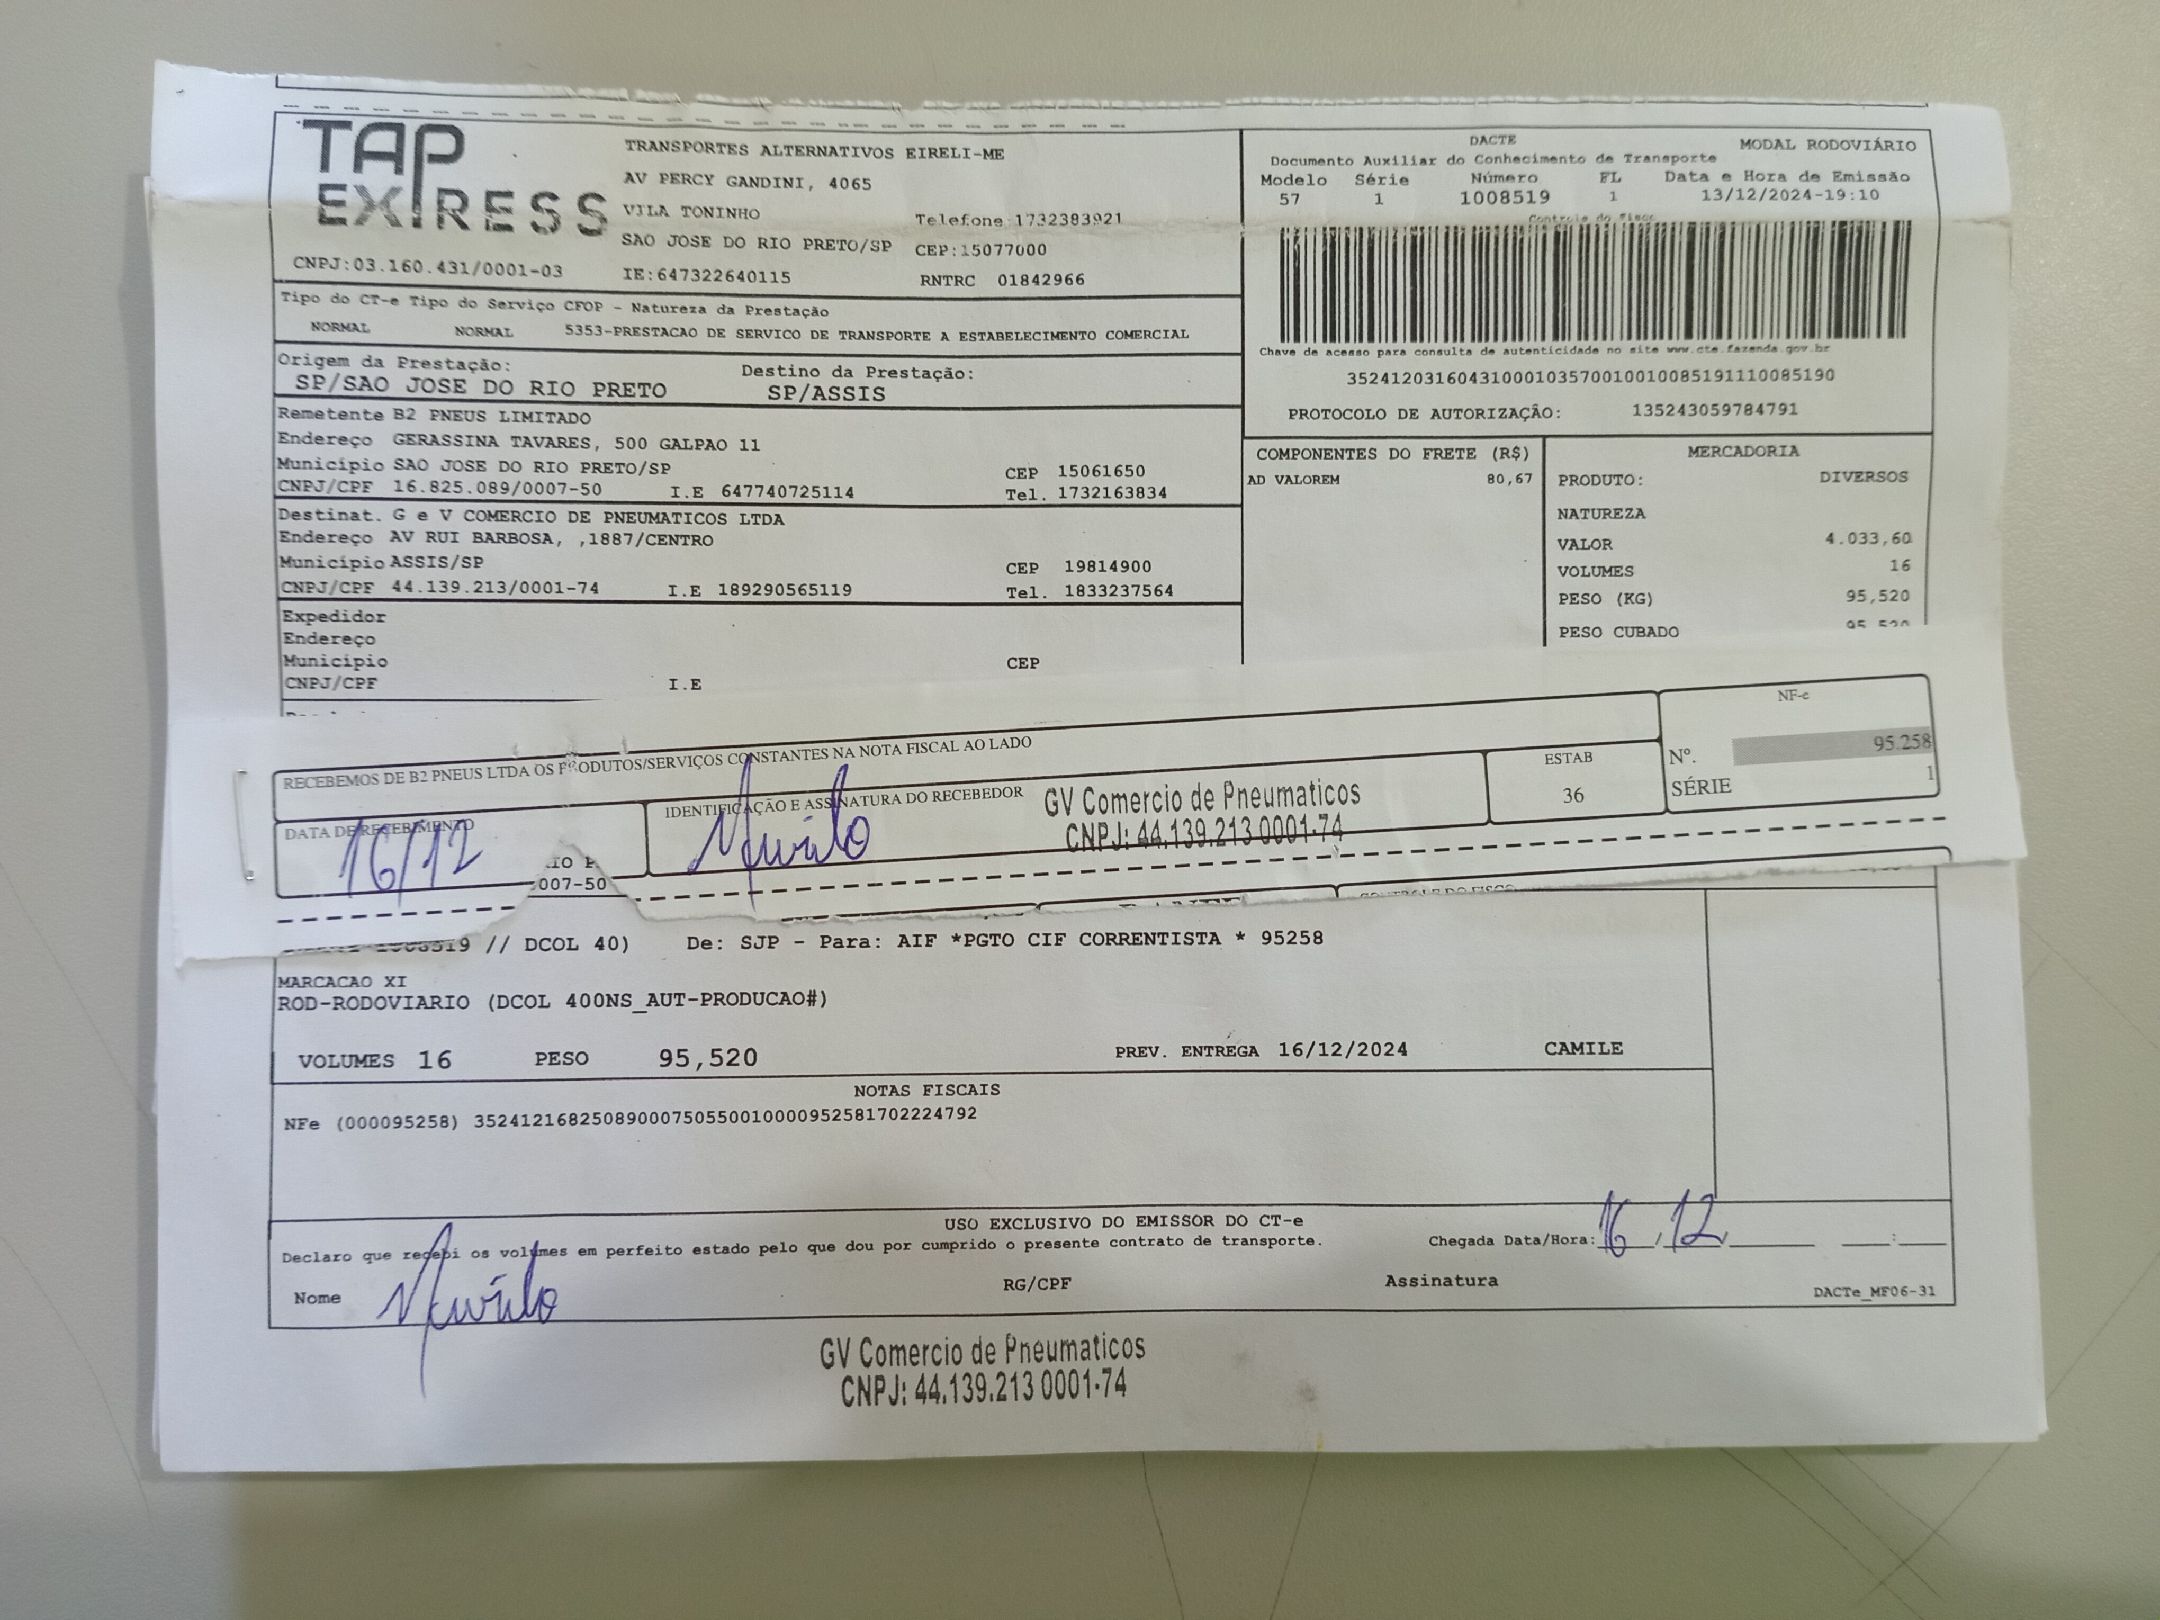 TAP EXPRESS
TRANSPORTES ALTERNATIVOS EIRELI-ME
AV PERCY GANDINI, 4065
VILA TONINHO Telefone 1732383921
SAO JOSE DO RIO PRETO/SP CEP:15077000
CNPJ:03.160.431/0001-03 IE:647322640115 RNTRC 01842966
DACTE MODAL RODOVIÁRIO
Documento Auxiliar do Conhecimento de Transporte
Modelo Série Número FL Data e Hora de Emissão
57 1 1008519 1 13/12/2024-19:10
Controle do Fisco
Chave de acesso para consulta de autenticidade no site www.cte.fazenda.gov.br
35241203160431000103570010010085191110085190
PROTOCOLO DE AUTORIZAÇÃO: 135243059784791
Tipo do CT-e Tipo do Serviço CFOP - Natureza da Prestação
NORMAL NORMAL 5353-PRESTACAO DE SERVICO DE TRANSPORTE A ESTABELECIMENTO COMERCIAL
Origem da Prestação: Destino da Prestação:
SP/SAO JOSE DO RIO PRETO SP/ASSIS
Remetente B2 PNEUS LIMITADO
Endereço GERASSINA TAVARES, 500 GALPAO 11
Município SAO JOSE DO RIO PRETO/SP CEP 15061650
CNPJ/CPF 16.825.089/0007-50 I.E 647740725114 Tel. 1732163834
Destinat. G e V COMERCIO DE PNEUMATICOS LTDA
Endereço AV RUI BARBOSA, ,1887/CENTRO
Município ASSIS/SP CEP 19814900
CNPJ/CPF 44.139.213/0001-74 I.E 189290565119 Tel. 1833237564
Expedidor
Endereço
Município CEP
CNPJ/CPF I.E
COMPONENTES DO FRETE (R$)
AD VALOREM 80,67
MERCADORIA
PRODUTO: DIVERSOS
NATUREZA
VALOR 4.033,60
VOLUMES 16
PESO (KG) 95,520
PESO CUBADO 95,520
RECEBEMOS DE B2 PNEUS LTDA OS PRODUTOS/SERVIÇOS CONSTANTES NA NOTA FISCAL AO LADO
DATA DE RECEBIMENTO
16/12
IDENTIFICAÇÃO E ASSINATURA DO RECEBEDOR
Murilo
GV Comercio de Pneumaticos
CNPJ: 44.139.213 0001-74
ESTAB
36
NF-e
Nº. 95.258
SÉRIE 1
007-50
CONTROLE DO FISCO
1008519 // DCOL 40) De: SJP - Para: AIF *PGTO CIF CORRENTISTA * 95258
MARCACAO XI
ROD-RODOVIARIO (DCOL 400NS_AUT-PRODUCAO#)
VOLUMES 16 PESO 95,520 PREV. ENTREGA 16/12/2024 CAMILE
NOTAS FISCAIS
NFe (000095258) 35241216825089000750550010000952581702224792
USO EXCLUSIVO DO EMISSOR DO CT-e
Declaro que recebi os volumes em perfeito estado pelo que dou por cumprido o presente contrato de transporte. Chegada Data/Hora: 16/12
Nome Murilo RG/CPF Assinatura
DACTe_MF06-31
GV Comercio de Pneumaticos
CNPJ: 44.139.213 0001-74